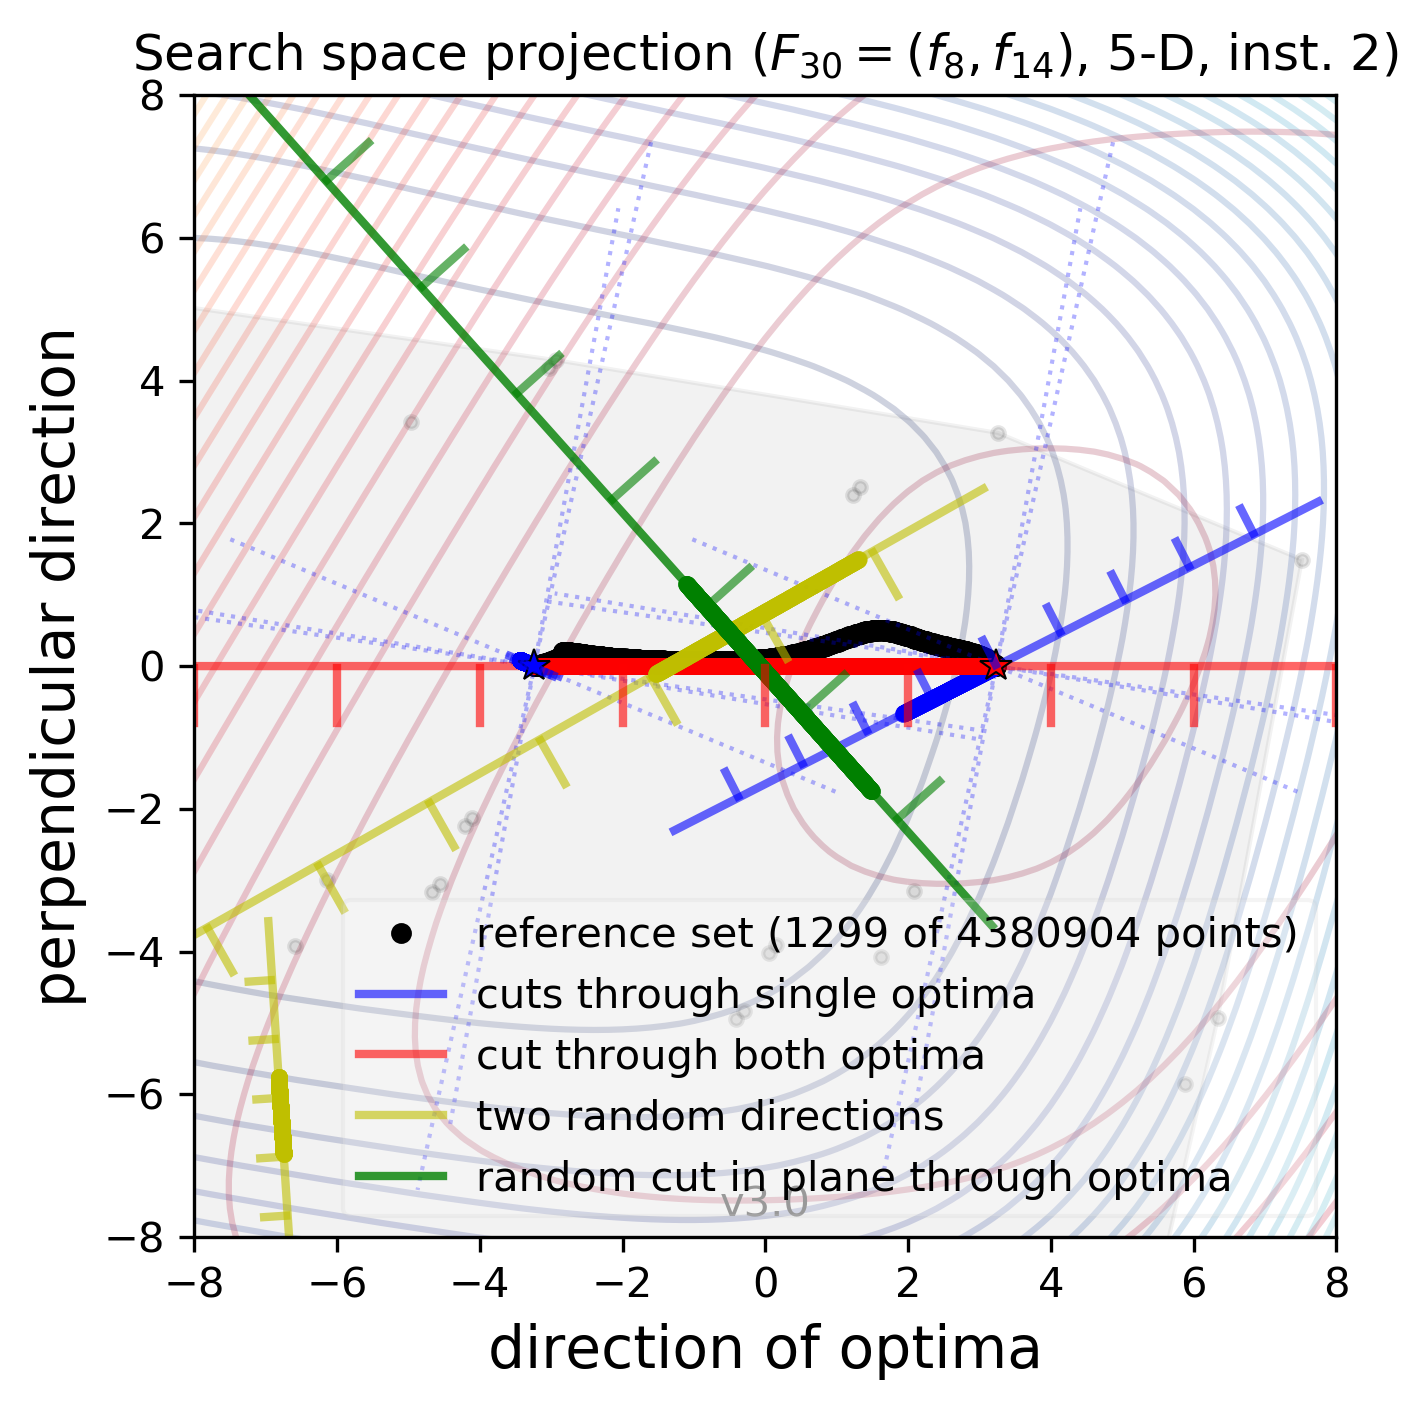 Search space projection (F₃₀ = (f₈, f₁₄), 5-D, inst. 2)
8
6
4
2
0
−2
−4
−6
−8
perpendicular direction
reference set (1299 of 4380904 points)
cuts through single optima
cut through both optima
two random directions
random cut in plane through optima
v3.0
−8 −6 −4 −2 0 2 4 6 8
direction of optima